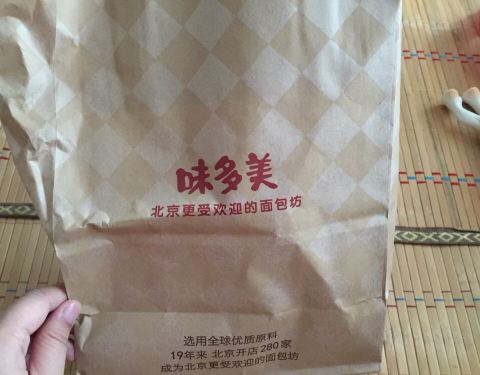 味多美
北京更受欢迎的面包坊
选用全球优质原料
19年来 北京开店280家
成为北京更受欢迎的面包坊